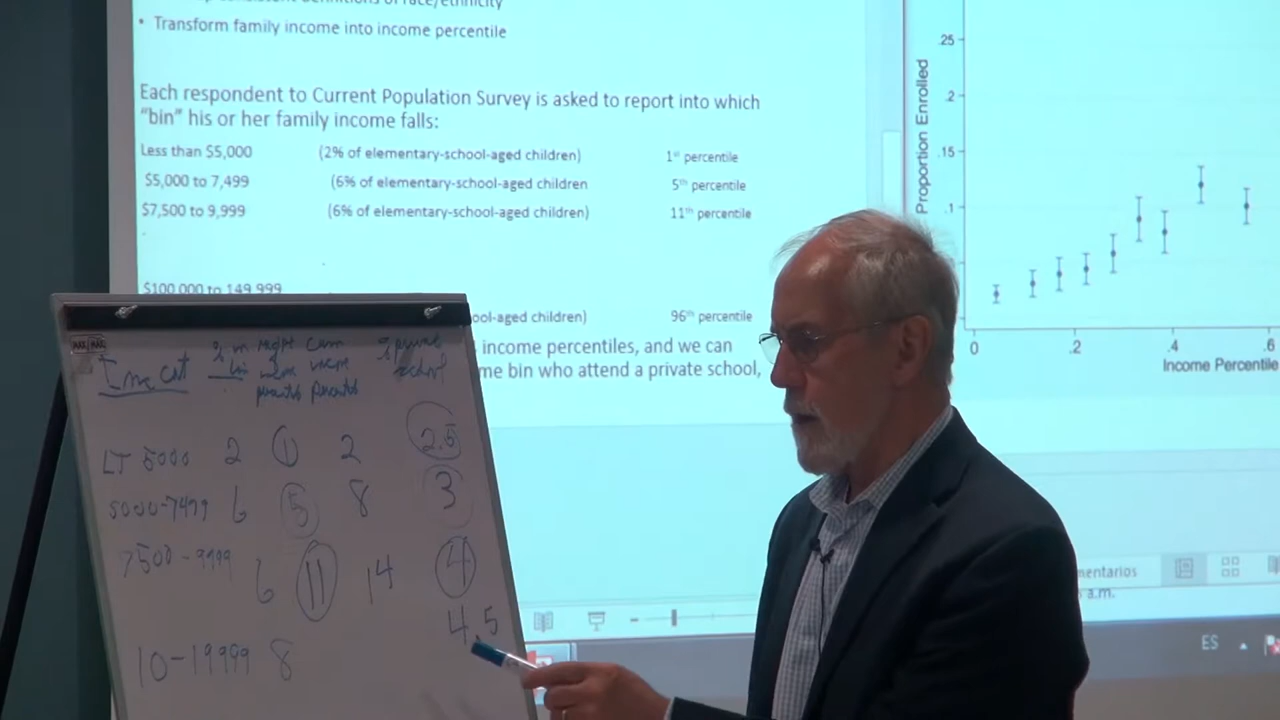 • Transform family income into income percentile
Each respondent to Current Population Survey is asked to report into which
“bin” his or her family income falls:
Less than $5,000 (2% of elementary-school-aged children) 1st percentile
$5,000 to 7,499 (6% of elementary-school-aged children 5th percentile
$7,500 to 9,999 (6% of elementary-school-aged children) 11th percentile
$100,000 to 149,999
ool-aged children) 96th percentile
income percentiles, and we can
me bin who attend a private school,
.25
.2
.15
.1
Proportion Enrolled
0 .2 .4 .6
Income Percentile
mentarios
a.m.
ES
Inc cat % in bin
private school
LT 5000 2 1 2 2.5
5000-7499 6 5 8 3
7500-9999 6 11 14 4
4.5
10-19999 8